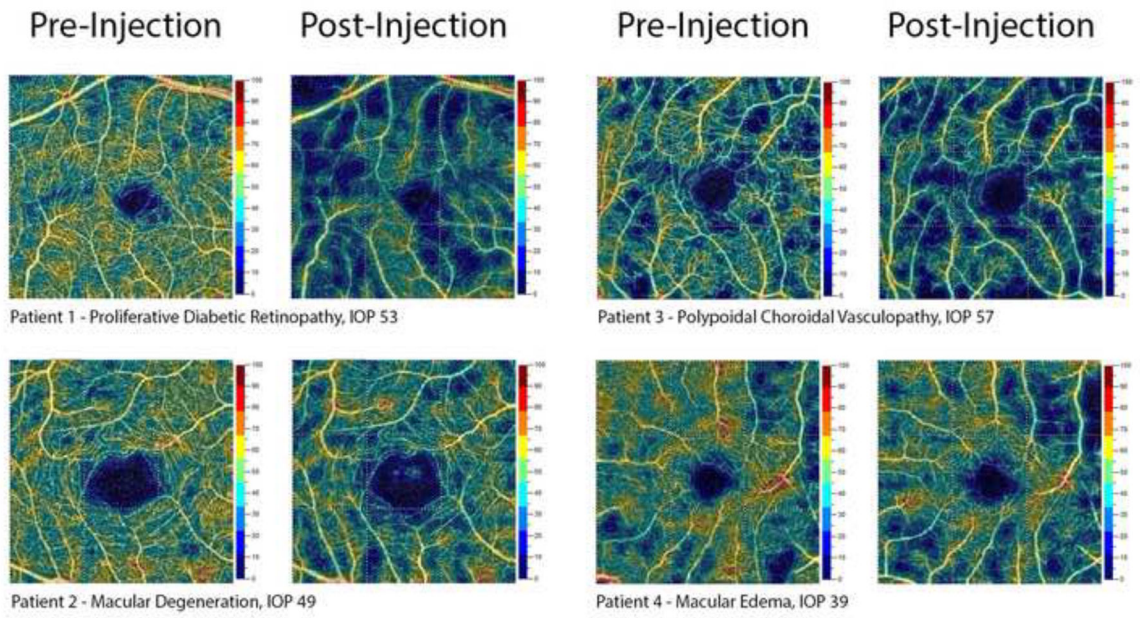 Pre-Injection Post-Injection Pre-Injection Post-Injection
Patient 1 - Proliferative Diabetic Retinopathy, IOP 53
Patient 3 - Polypoidal Choroidal Vasculopathy, IOP 57
Patient 2 - Macular Degeneration, IOP 49
Patient 4 - Macular Edema, IOP 39